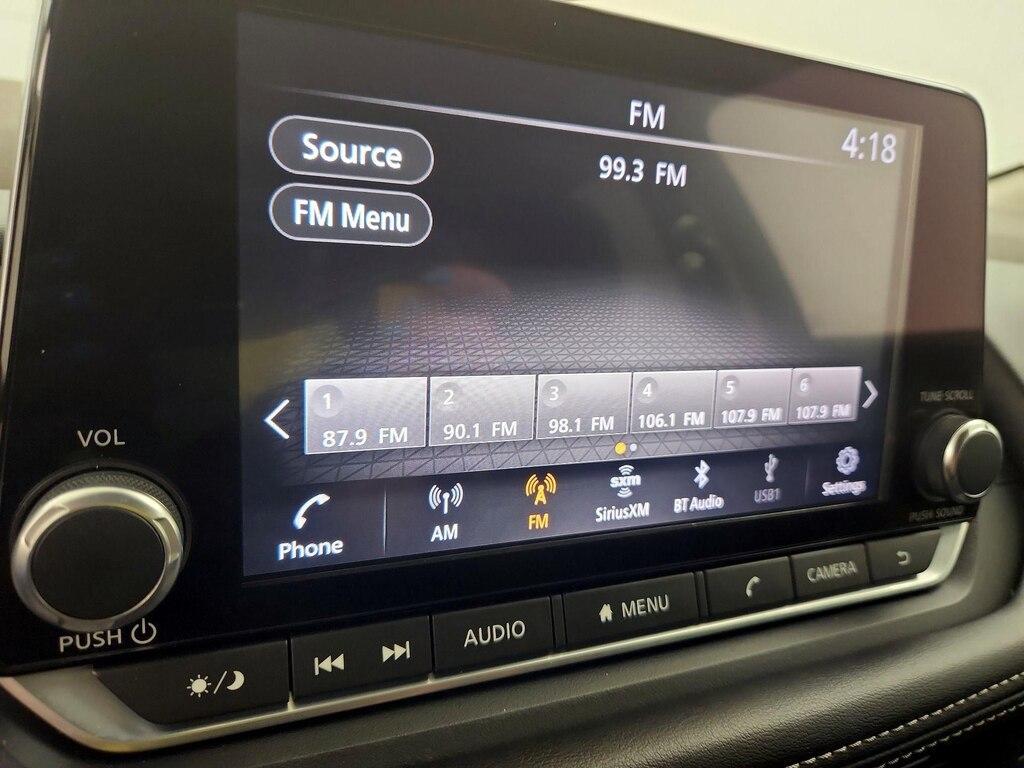 FM
4:18
Source
99.3 FM
FM Menu
1 2 3 4 5 6
87.9 FM 90.1 FM 98.1 FM 106.1 FM 107.9 FM 107.9 FM
TUNE·SCROLL
VOL
Phone
AM
FM
sxm
SiriusXM
BT Audio
USB1
Settings
PUSH SOUND
PUSH
AUDIO
MENU
CAMERA